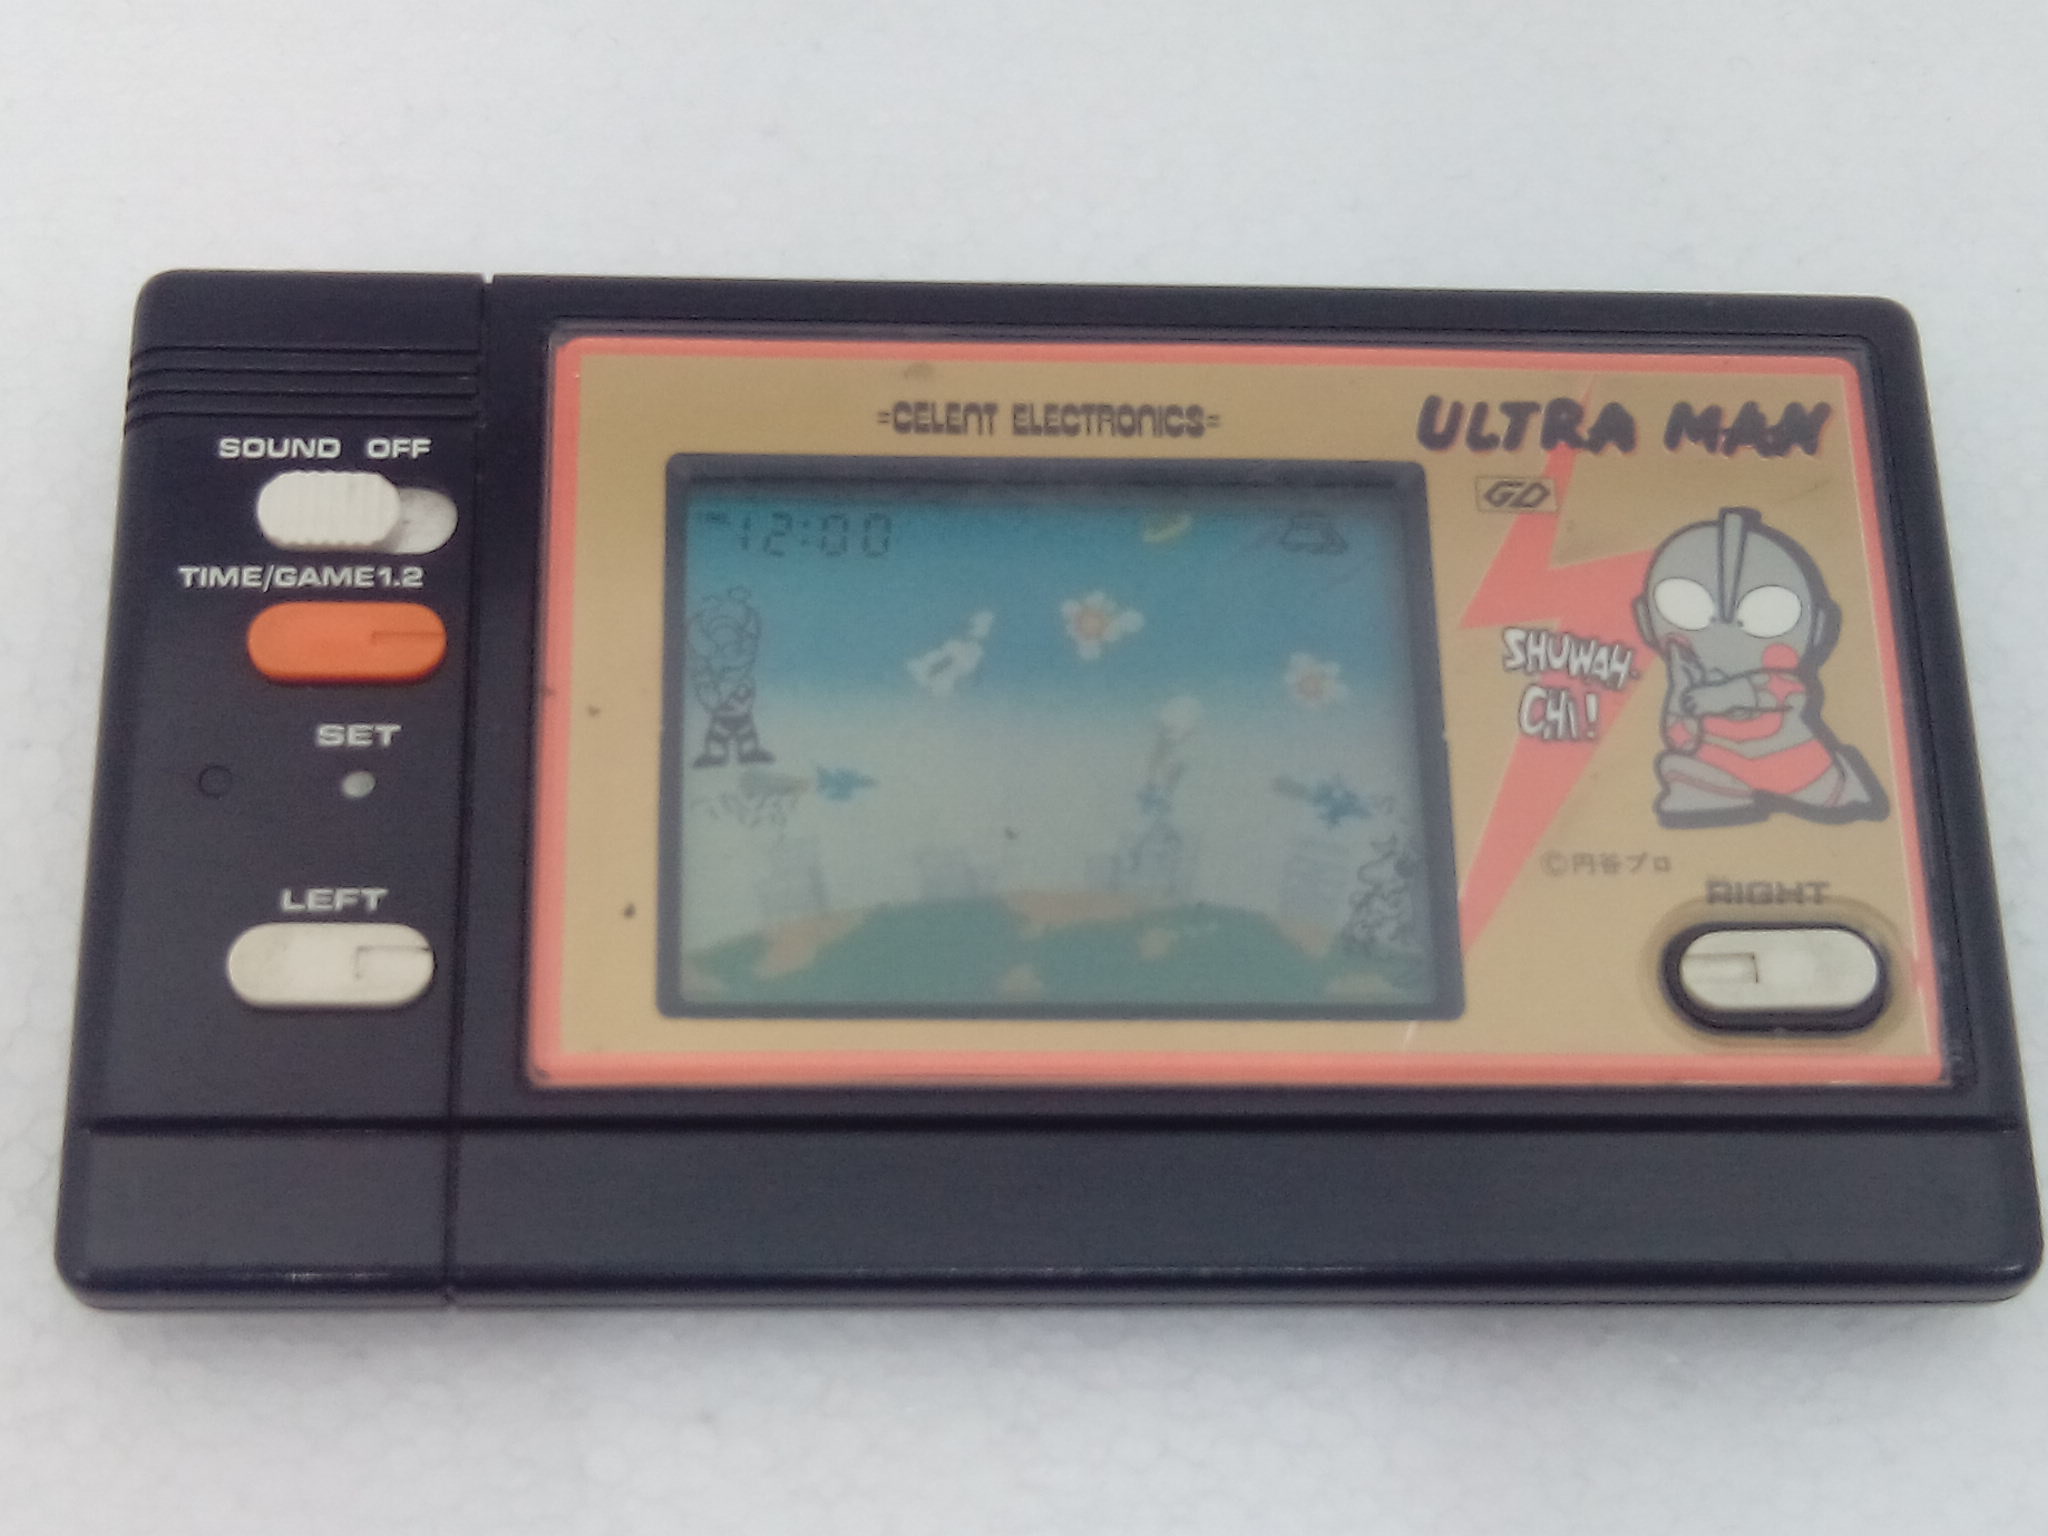 =CELENT ELECTRONICS=
ULTRA MAN
GD
SOUND OFF
TIME/GAME1.2
12:00
SHUWAH-
CHI!
SET
©円谷プロ
LEFT
RIGHT